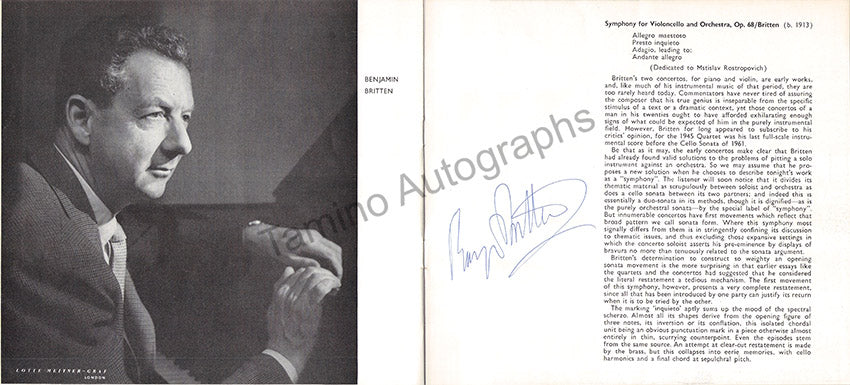 BENJAMIN
BRITTEN
LOTTE MEITNER-GRAF
LONDON
Tamino Autographs
Symphony for Violoncello and Orchestra, Op. 68/Britten (b. 1913)
Allegro maestoso
Presto inquieto
Adagio, leading to:
Andante allegro
(Dedicated to Mstislav Rostropovich)
Britten's two concertos, for piano and violin, are early works,
and, like much of his instrumental music of that period, they are
too rarely heard today. Commentators have never tired of assuring
the composer that his true genius is inseparable from the specific
stimulus of a text or a dramatic context, yet those concertos of a
man in his twenties ought to have afforded exhilarating enough
signs of what could be expected of him in the purely instrumental
field. However, Britten for long appeared to subscribe to his
critics' opinion, for the 1945 Quartet was his last full-scale instru-
mental score before the Cello Sonata of 1961.
Be that as it may, the early concertos make clear that Britten
had already found valid solutions to the problems of pitting a solo
instrument against an orchestra. So we may assume that he pro-
poses a new solution when he chooses to describe tonight's work
as a "symphony". The listener will soon notice that it divides its
thematic material as scrupulously between soloist and orchestra as
does a cello sonata between its two partners; and indeed this is
essentially a duo-sonata in its methods, though it is dignified—as is
the purely orchestral sonata—by the special label of "symphony".
But innumerable concertos have first movements which reflect that
broad pattern we call sonata form. Where this symphony most
signally differs from them is in stringently confining its discussion
to thematic issues, and thus excluding those expansive settings in
which the concerto soloist asserts his pre-eminence by displays of
bravura no more than tenuously related to the sonata argument.
Britten's determination to construct so weighty an opening
sonata movement is the more surprising in that earlier essays like
the quartets and the concertos had suggested that he considered
the literal restatement a tedious mechanism. The first movement
of this symphony, however, presents a very complete restatement,
since all that has been introduced by one party can justify its return
when it is to be tried by the other.
The marking 'inquieto' aptly sums up the mood of the spectral
scherzo. Almost all its shapes derive from the opening figure of
three notes, its inversion or its conflation, this isolated chordal
unit being an obvious punctuation mark in a piece otherwise almost
entirely in thin, scurrying counterpoint. Even the episodes stem
from the same source. An attempt at clear-cut restatement is made
by the brass, but this collapses into eerie memories, with cello
harmonics and a final chord at sepulchral pitch.